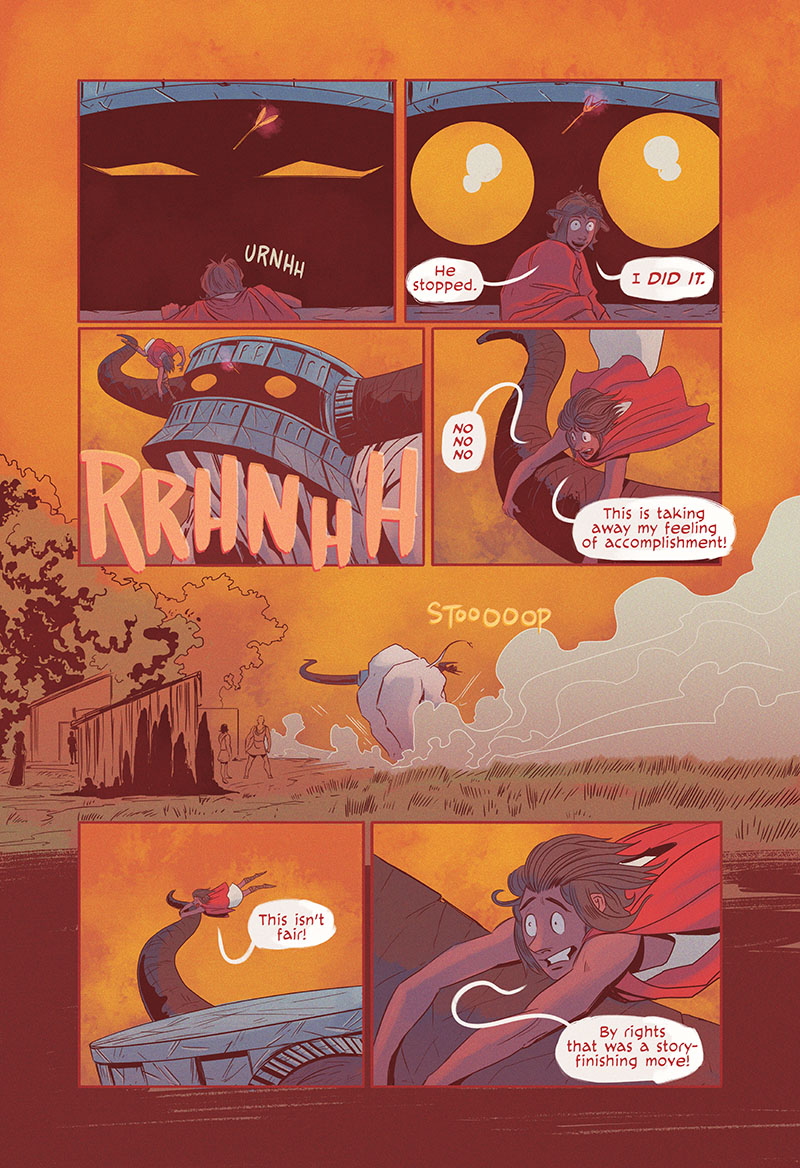 URNHH
He
stopped.
I DID IT.
RRHNHH
NO
NO
NO
This is taking
away my feeling
of accomplishment!
STOOOOOP
This isn't
fair!
By rights
that was a story-
finishing move!